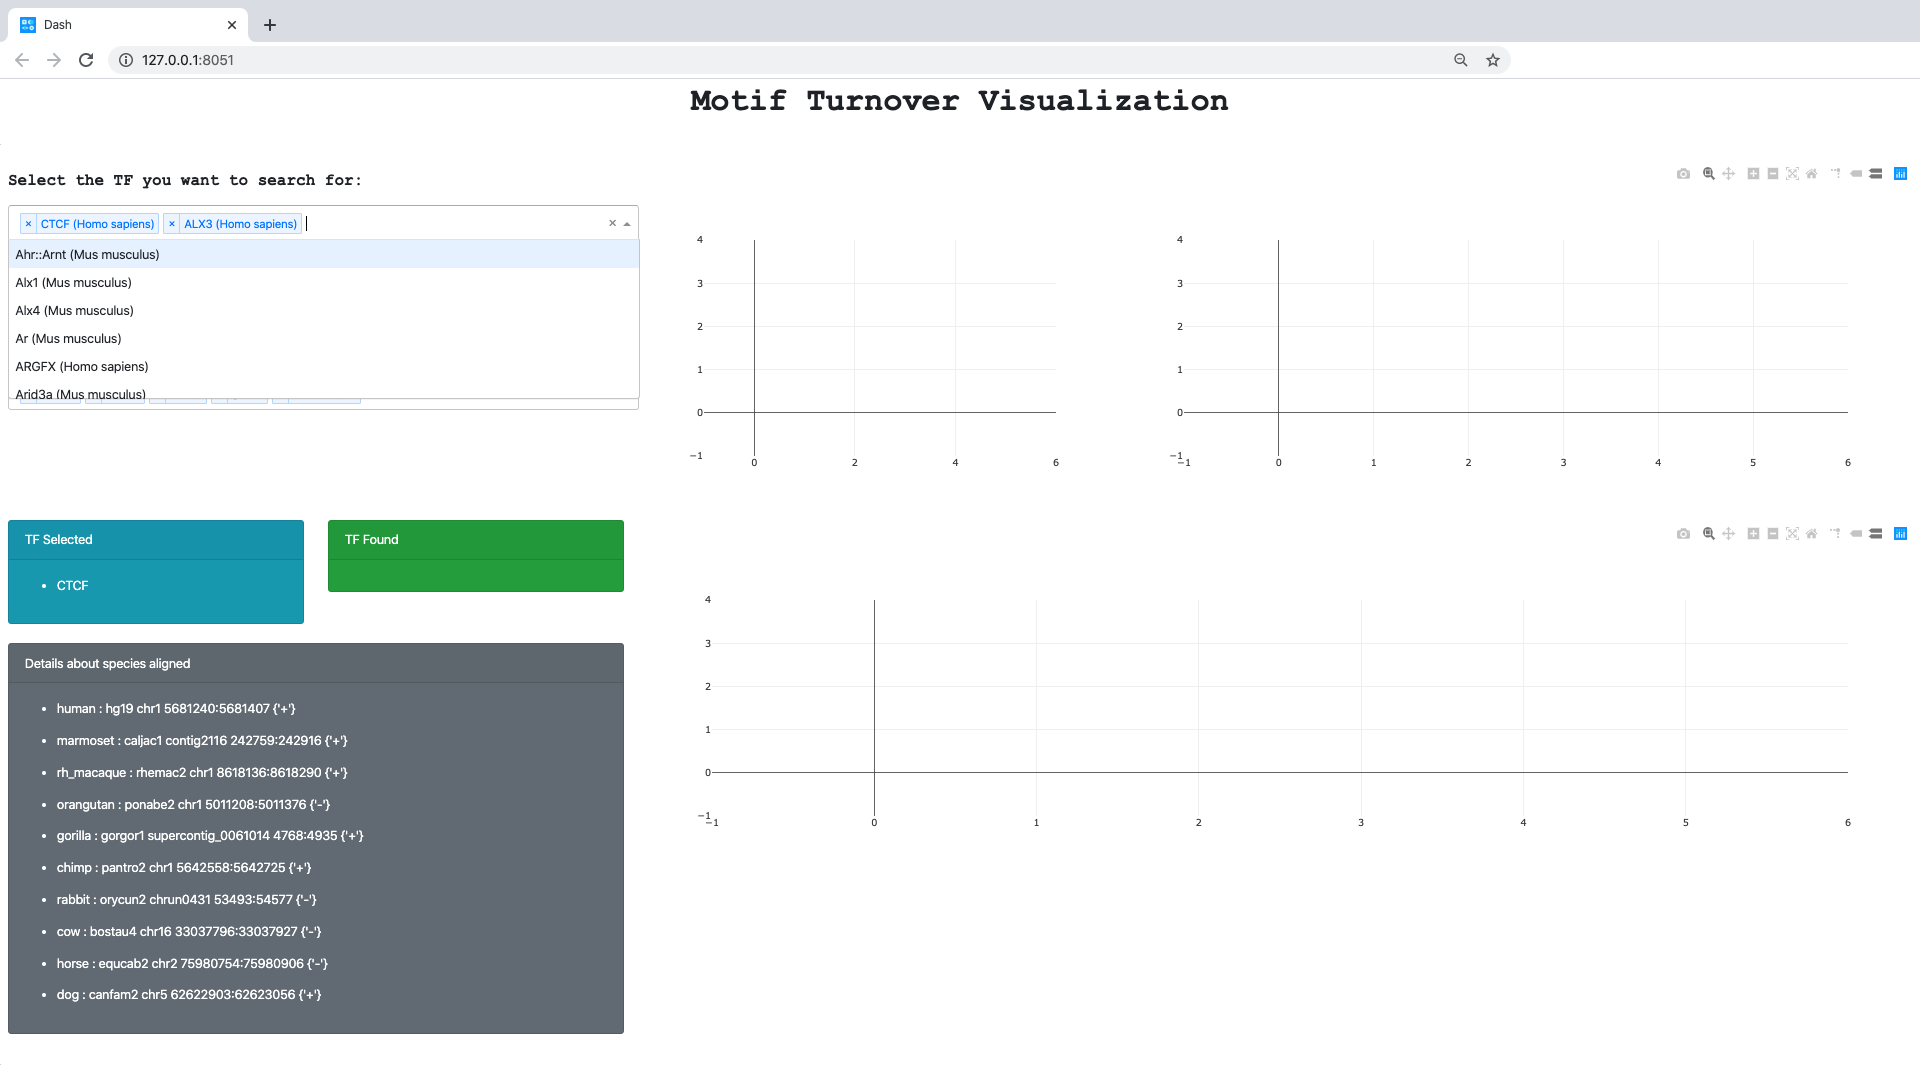 Dash
127.0.0.1:8051
Motif Turnover Visualization
Select the TF you want to search for:
× CTCF (Homo sapiens) × ALX3 (Homo sapiens)
Ahr::Arnt (Mus musculus)
Alx1 (Mus musculus)
Alx4 (Mus musculus)
Ar (Mus musculus)
ARGFX (Homo sapiens)
Arid3a (Mus musculus)
4
3
2
1
0
−1
0 2 4 6
4
3
2
1
0
−1
−1 0 1 2 3 4 5 6
TF Selected
• CTCF
TF Found
Details about species aligned
• human : hg19 chr1 5681240:5681407 {'+'}
• marmoset : caljac1 contig2116 242759:242916 {'+'}
• rh_macaque : rhemac2 chr1 8618136:8618290 {'+'}
• orangutan : ponabe2 chr1 5011208:5011376 {'-'}
• gorilla : gorgor1 supercontig_0061014 4768:4935 {'+'}
• chimp : pantro2 chr1 5642558:5642725 {'+'}
• rabbit : orycun2 chrun0431 53493:54577 {'-'}
• cow : bostau4 chr16 33037796:33037927 {'-'}
• horse : equcab2 chr2 75980754:75980906 {'-'}
• dog : canfam2 chr5 62622903:62623056 {'+'}
4
3
2
1
0
−1
−1 0 1 2 3 4 5 6